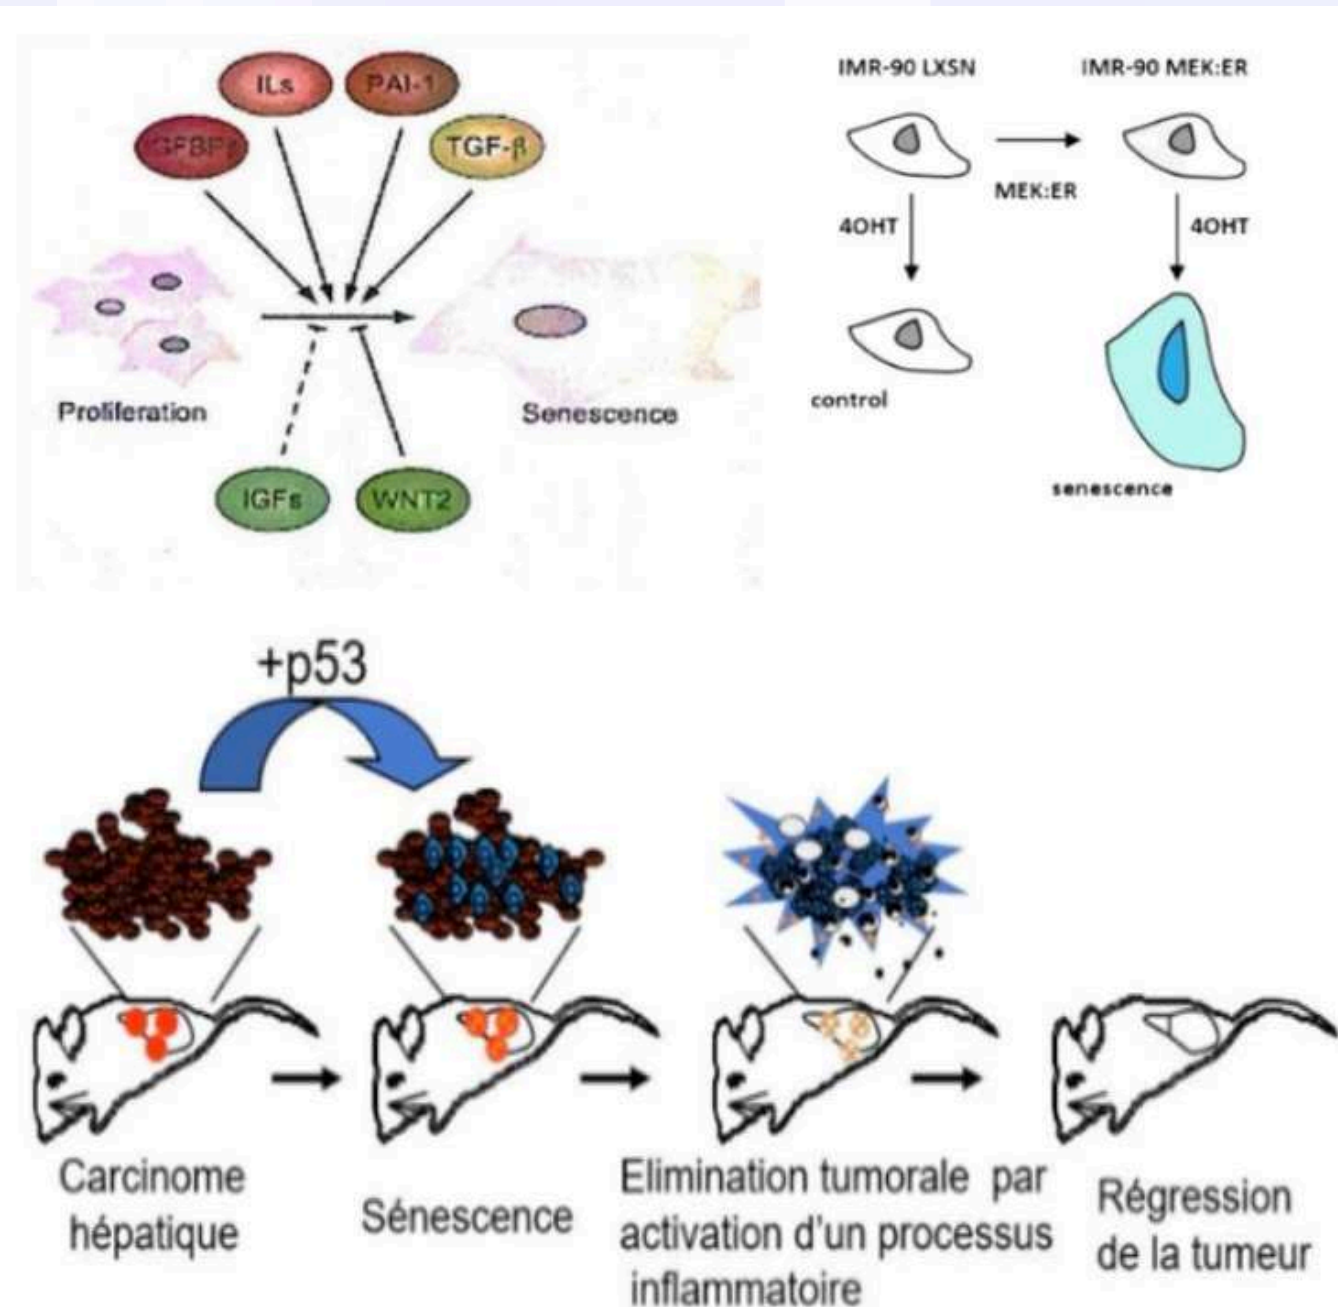 ILs
PAI-1
TGF-β
Proliferation
Senescence
IGFs
WNT2
IMR-90 LXSN
IMR-90 MEK:ER
MEK:ER
4OHT
4OHT
control
senescence
+p53
Carcinome
hépatique
Sénescence
Elimination tumorale par
activation d'un processus
inflammatoire
Régression
de la tumeur